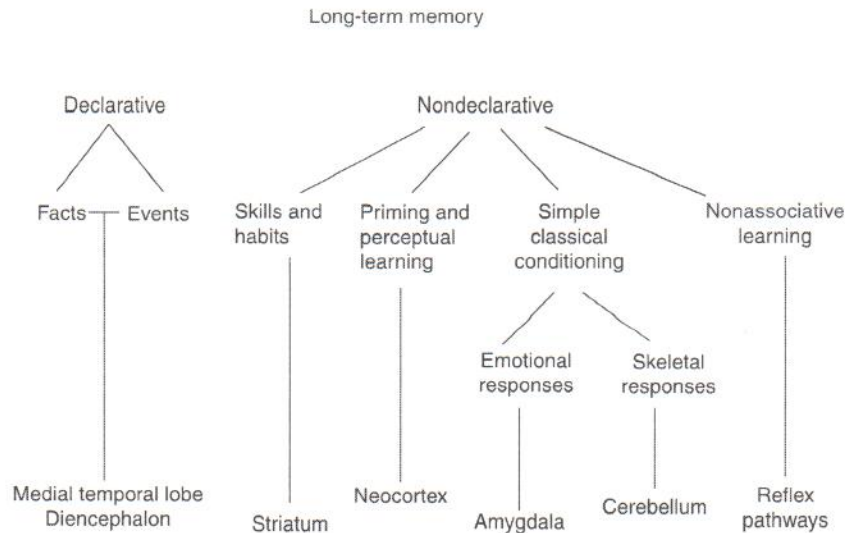 Long-term memory
Declarative
Nondeclarative
Facts
Events
Skills and
habits
Priming and
perceptual
learning
Simple
classical
conditioning
Nonassociative
learning
Emotional
responses
Skeletal
responses
Medial temporal lobe
Diencephalon
Striatum
Neocortex
Amygdala
Cerebellum
Reflex
pathways